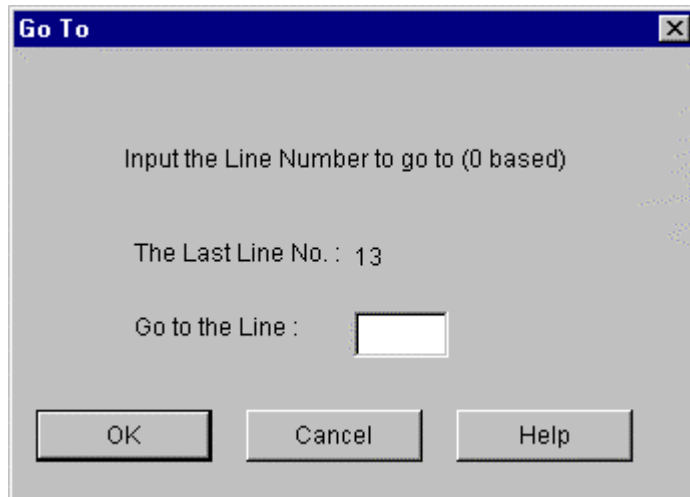 Go To
Input the Line Number to go to (0 based)
The Last Line No. : 13
Go to the Line :
OK Cancel Help